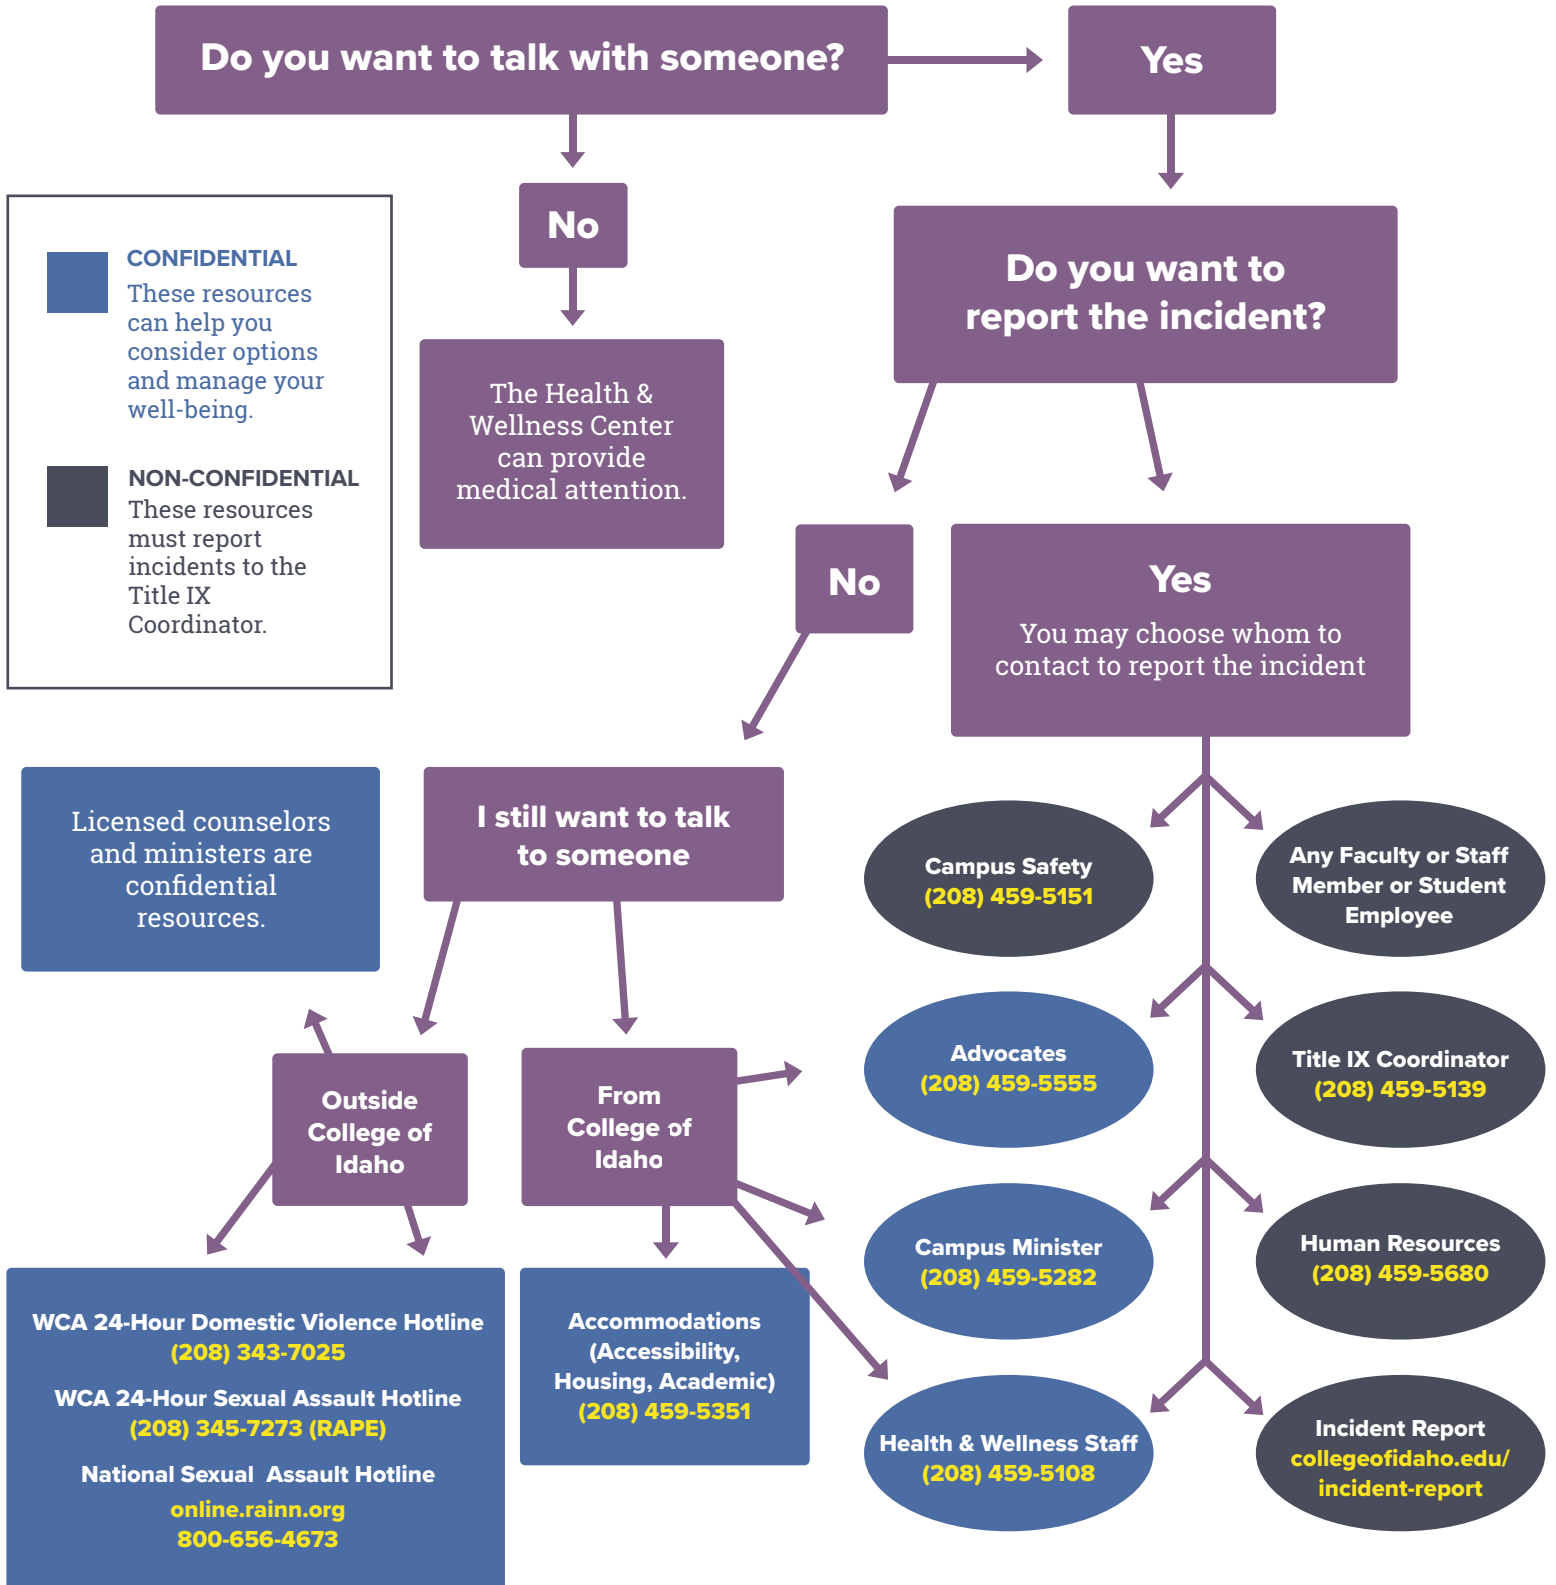 Do you want to talk with someone?
Yes
No
CONFIDENTIAL
These resources
can help you
consider options
and manage your
well-being.
NON-CONFIDENTIAL
These resources
must report
incidents to the
Title IX
Coordinator.
The Health &
Wellness Center
can provide
medical attention.
Do you want to
report the incident?
No
Yes
You may choose whom to
contact to report the incident
Licensed counselors
and ministers are
confidential
resources.
I still want to talk
to someone
Outside
College of
Idaho
From
College of
Idaho
WCA 24-Hour Domestic Violence Hotline
(208) 343-7025
WCA 24-Hour Sexual Assault Hotline
(208) 345-7273 (RAPE)
National Sexual Assault Hotline
online.rainn.org
800-656-4673
Accommodations
(Accessibility,
Housing, Academic)
(208) 459-5351
Campus Safety
(208) 459-5151
Any Faculty or Staff
Member or Student
Employee
Advocates
(208) 459-5555
Title IX Coordinator
(208) 459-5139
Campus Minister
(208) 459-5282
Human Resources
(208) 459-5680
Health & Wellness Staff
(208) 459-5108
Incident Report
collegeofidaho.edu/
incident-report